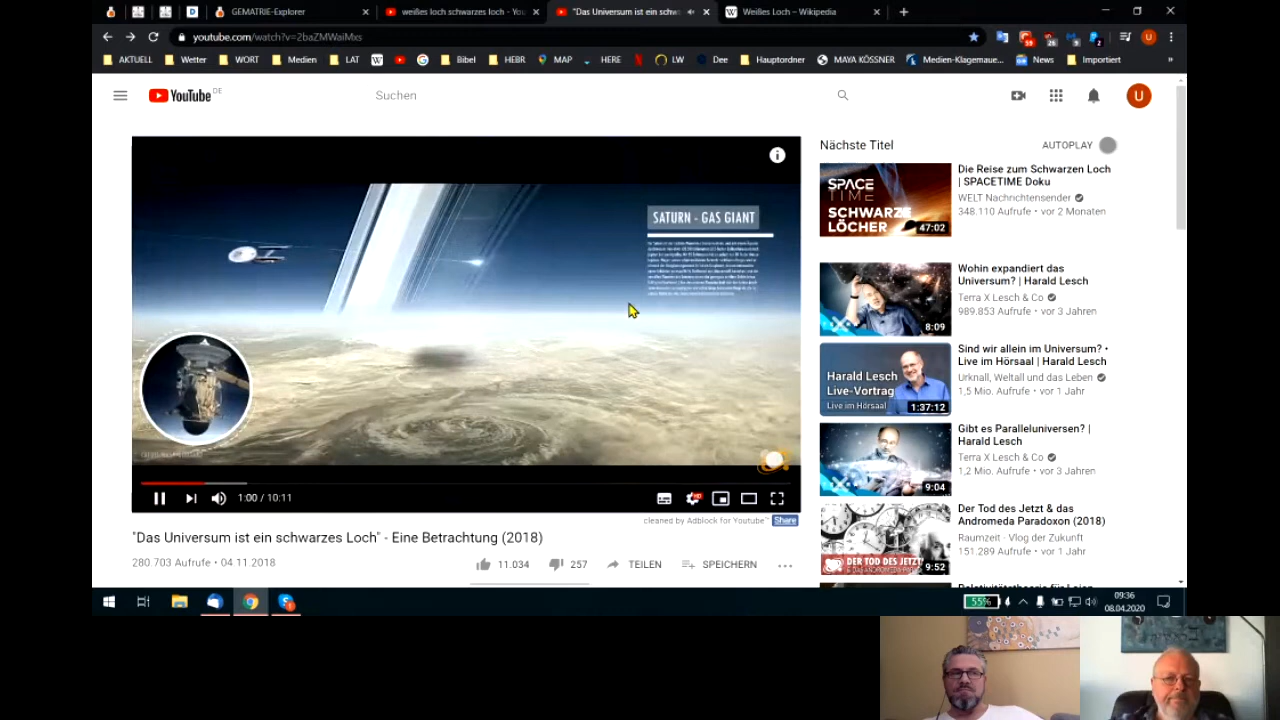 GEMATRIE-Explorer
weißes loch schwarzes loch - You
"Das Universum ist ein schwa
Weißes Loch – Wikipedia
youtube.com/watch?v=2baZMWaiMxs
AKTUELL
Wetter
WORT
Medien
LAT
Bibel
HEBR
MAP
HERE
LW
Dee
Hauptordner
MAYA KÖSSNER
Medien-Klagemaue...
News
Importiert
YouTube DE
Suchen
U
SATURN - GAS GIANT
1:00 / 10:11
cleaned by Adblock for Youtube™ Share
"Das Universum ist ein schwarzes Loch" - Eine Betrachtung (2018)
280.703 Aufrufe • 04.11.2018
11.034
257
TEILEN
SPEICHERN
Nächste Titel
AUTOPLAY
SPACE
TIME
SCHWARZE
LÖCHER
47:02
Die Reise zum Schwarzen Loch
| SPACETIME Doku
WELT Nachrichtensender
348.110 Aufrufe • vor 2 Monaten
8:09
Wohin expandiert das
Universum? | Harald Lesch
Terra X Lesch & Co
989.853 Aufrufe • vor 3 Jahren
Harald Lesch
Live-Vortrag
Live im Hörsaal
1:37:12
Sind wir allein im Universum? •
Live im Hörsaal | Harald Lesch
Urknall, Weltall und das Leben
1,5 Mio. Aufrufe • vor 1 Jahr
9:04
Gibt es Paralleluniversen? |
Harald Lesch
Terra X Lesch & Co
1,2 Mio. Aufrufe • vor 3 Jahren
DER TOD DES JETZT
9:52
Der Tod des Jetzt & das
Andromeda Paradoxon (2018)
Raumzeit - Vlog der Zukunft
151.289 Aufrufe • vor 1 Jahr
55%
09:36
08.04.2020